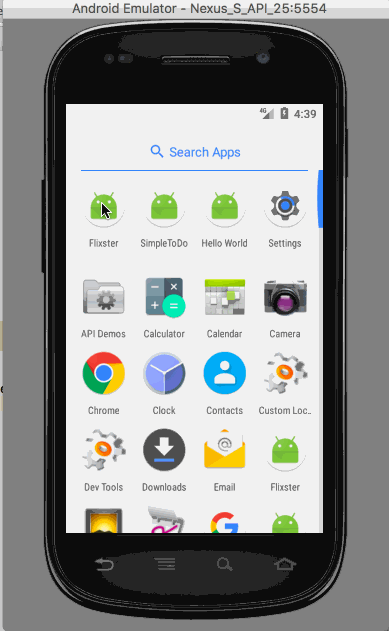 Android Emulator - Nexus_S_API_25:5554
4G 4:39
Search Apps
Flixster SimpleToDo Hello World Settings
API Demos Calculator Calendar Camera
Chrome Clock Contacts Custom Loc..
Dev Tools Downloads Email Flixster